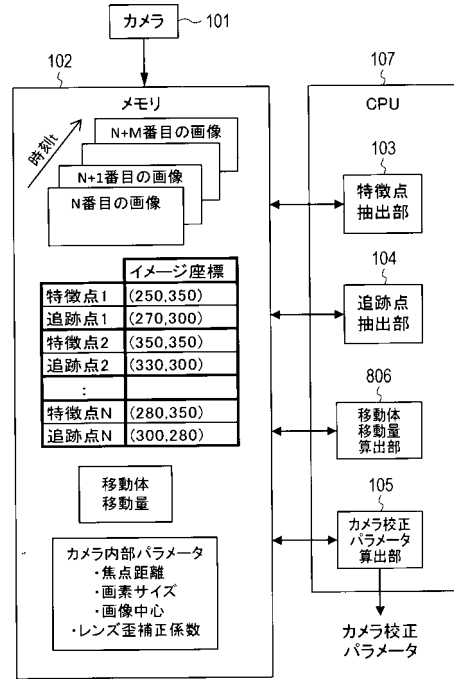 カメラ
101
102
メモリ
時刻t
N+M番目の画像
N+1番目の画像
N番目の画像
イメージ座標
特徴点1 (250,350)
追跡点1 (270,300)
特徴点2 (350,350)
追跡点2 (330,300)
:
特徴点N (280,350)
追跡点N (300,280)
移動体
移動量
カメラ内部パラメータ
・焦点距離
・画素サイズ
・画像中心
・レンズ歪補正係数
107
CPU
103
特徴点
抽出部
104
追跡点
抽出部
806
移動体
移動量
算出部
105
カメラ校正
パラメータ
算出部
カメラ校正
パラメータ